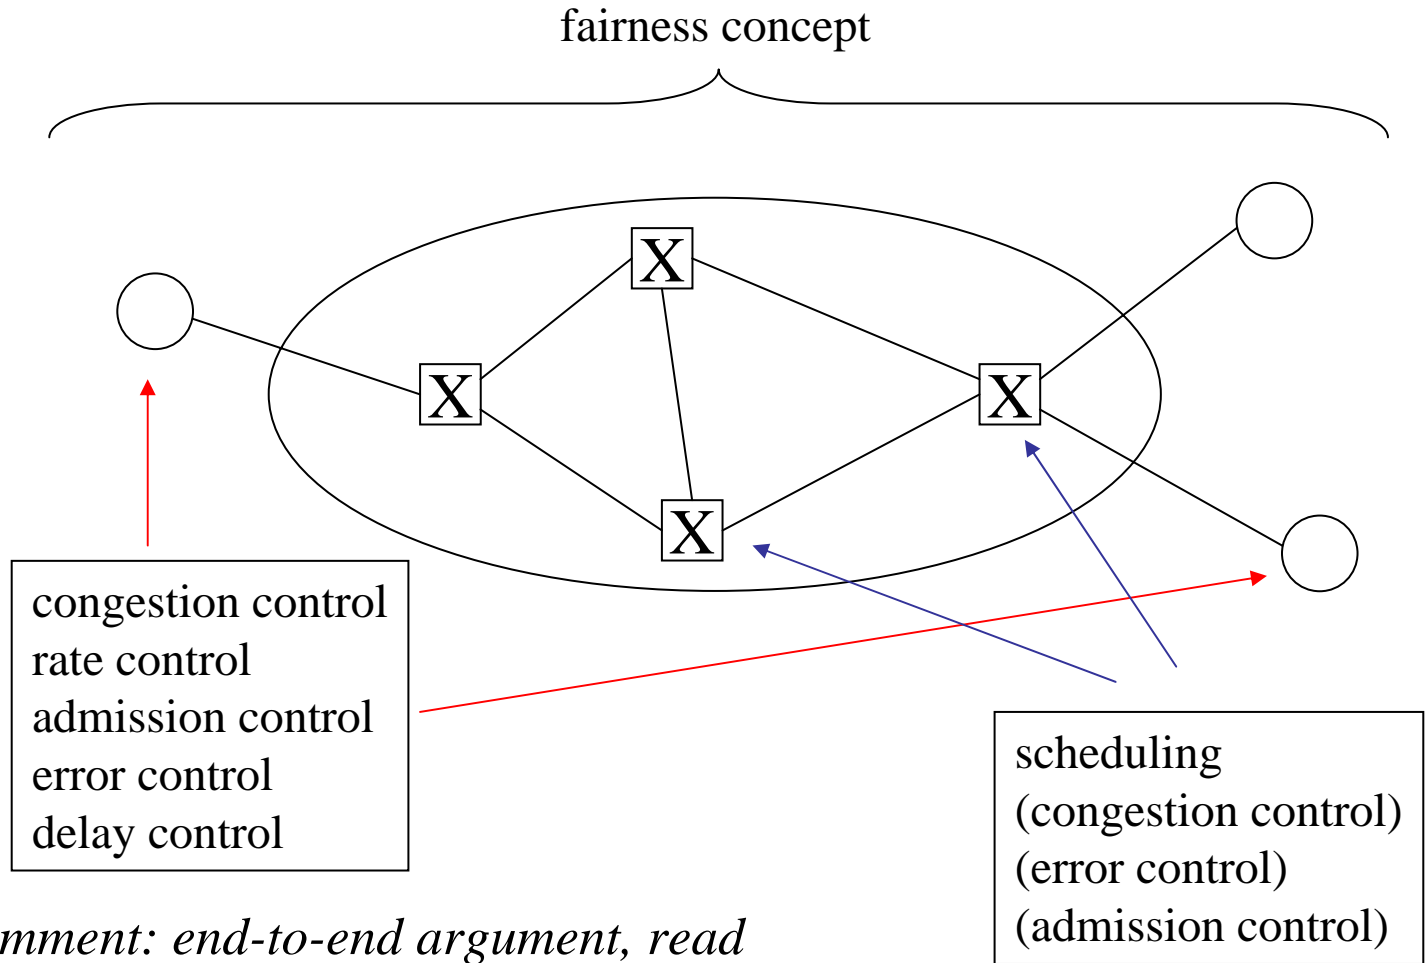 fairness concept
X
X
X
X
congestion control
rate control
admission control
error control
delay control
scheduling
(congestion control)
(error control)
(admission control)
end-to-end argument, read